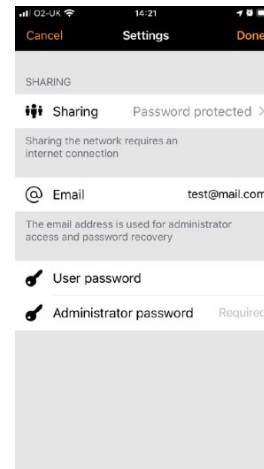 O2-UK 14:21
Cancel Settings Done
SHARING
Sharing Password protected
Sharing the network requires an
internet connection
Email test@mail.com
The email address is used for administrator
access and password recovery
User password
Administrator password Required